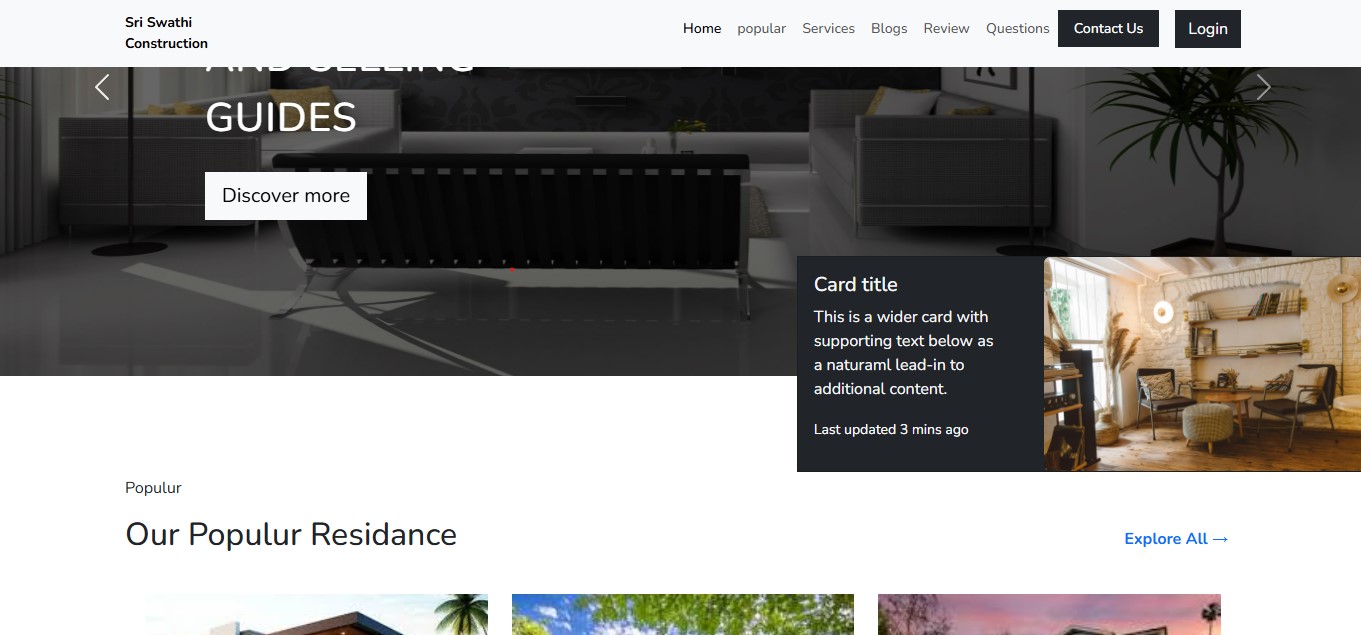 Sri Swathi
Construction
Home popular Services Blogs Review Questions Contact Us Login
AND SELLING
GUIDES
Discover more
Card title
This is a wider card with
supporting text below as
a naturaml lead-in to
additional content.
Last updated 3 mins ago
Populur
Our Populur Residance
Explore All →